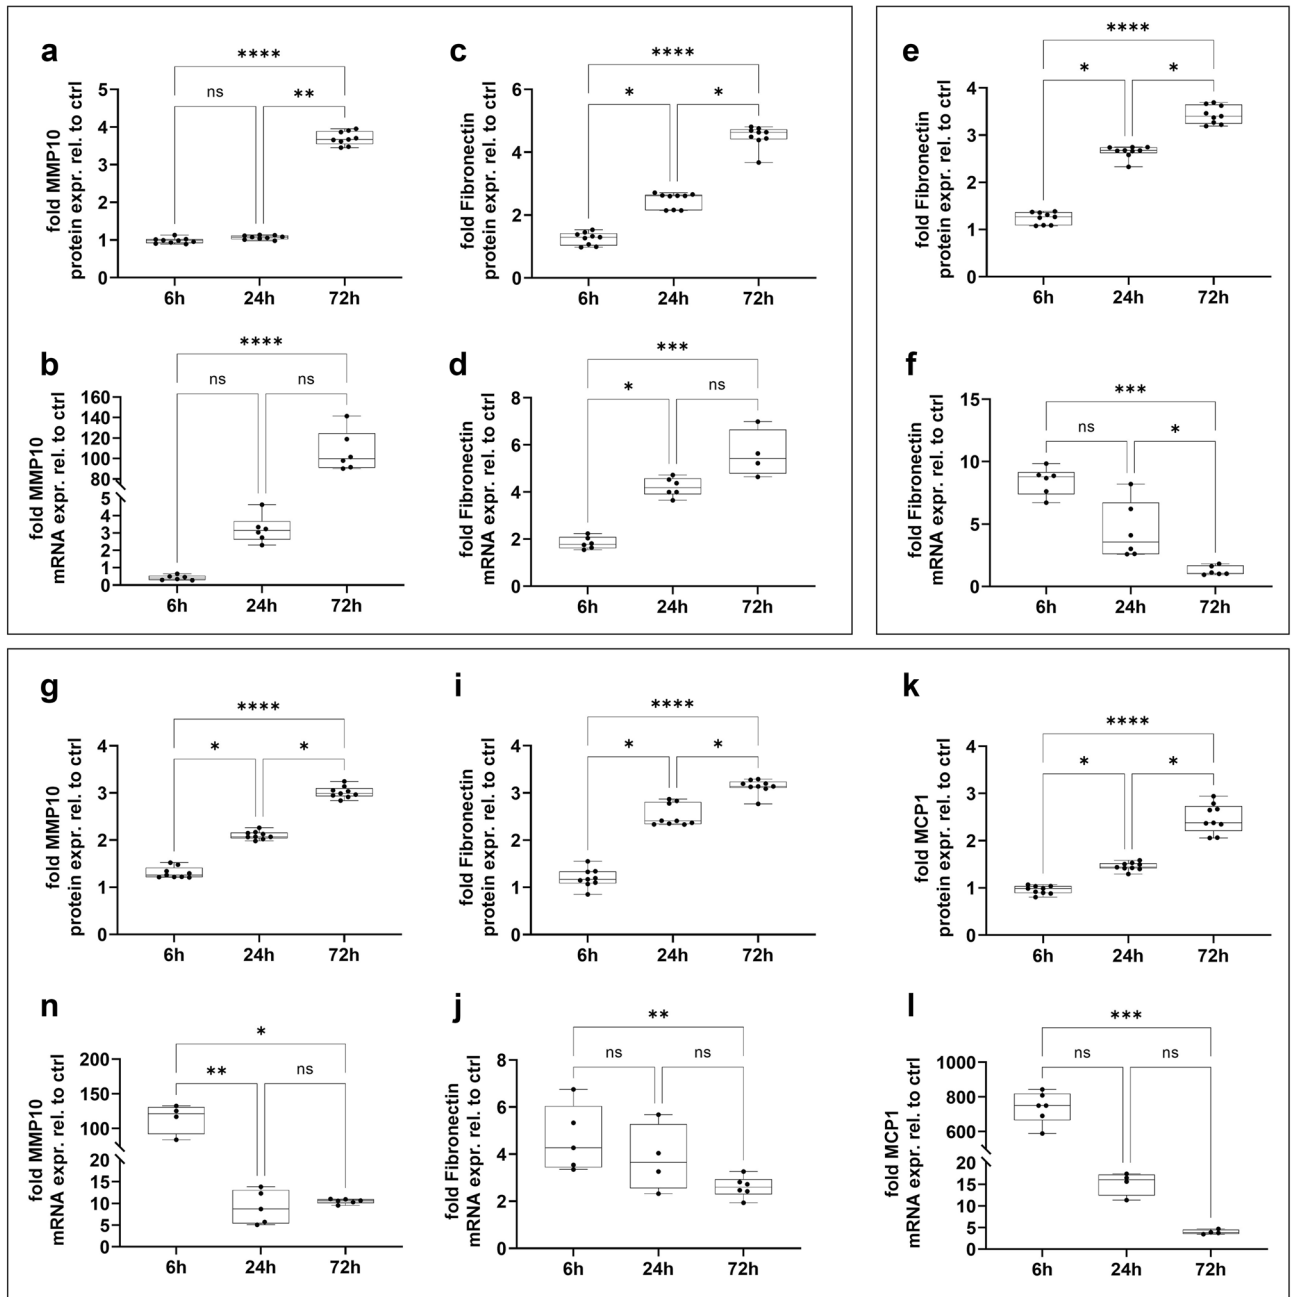 a
fold MMP10
protein expr. rel. to ctrl
****
ns
**
5
4
3
2
1
0
6h
24h
72h
c
fold Fibronectin
protein expr. rel. to ctrl
****
*
*
6
4
2
0
6h
24h
72h
e
fold Fibronectin
protein expr. rel. to ctrl
****
*
*
4
3
2
1
0
6h
24h
72h
b
fold MMP10
mRNA expr. rel. to ctrl
****
ns
ns
160
140
120
100
80
5
4
3
2
1
0
6h
24h
72h
d
fold Fibronectin
mRNA expr. rel. to ctrl
***
*
ns
8
6
4
2
0
6h
24h
72h
f
fold Fibronectin
mRNA expr. rel. to ctrl
***
ns
*
15
10
5
0
6h
24h
72h
g
fold MMP10
protein expr. rel. to ctrl
****
*
*
4
3
2
1
0
6h
24h
72h
i
fold Fibronectin
protein expr. rel. to ctrl
****
*
*
4
3
2
1
0
6h
24h
72h
k
fold MCP1
protein expr. rel. to ctrl
****
*
*
4
3
2
1
0
6h
24h
72h
n
fold MMP10
mRNA expr. rel. to ctrl
*
**
ns
200
150
100
20
15
10
5
0
6h
24h
72h
j
fold Fibronectin
mRNA expr. rel. to ctrl
**
ns
ns
8
6
4
2
0
6h
24h
72h
l
fold MCP1
mRNA expr. rel. to ctrl
***
ns
ns
1000
800
600
20
15
10
5
0
6h
24h
72h